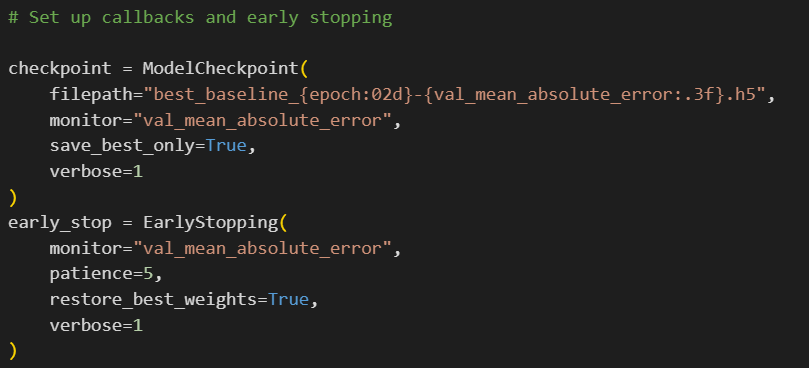 # Set up callbacks and early stopping

checkpoint = ModelCheckpoint(
    filepath="best_baseline_{epoch:02d}-{val_mean_absolute_error:.3f}.h5",
    monitor="val_mean_absolute_error",
    save_best_only=True,
    verbose=1
)
early_stop = EarlyStopping(
    monitor="val_mean_absolute_error",
    patience=5,
    restore_best_weights=True,
    verbose=1
)